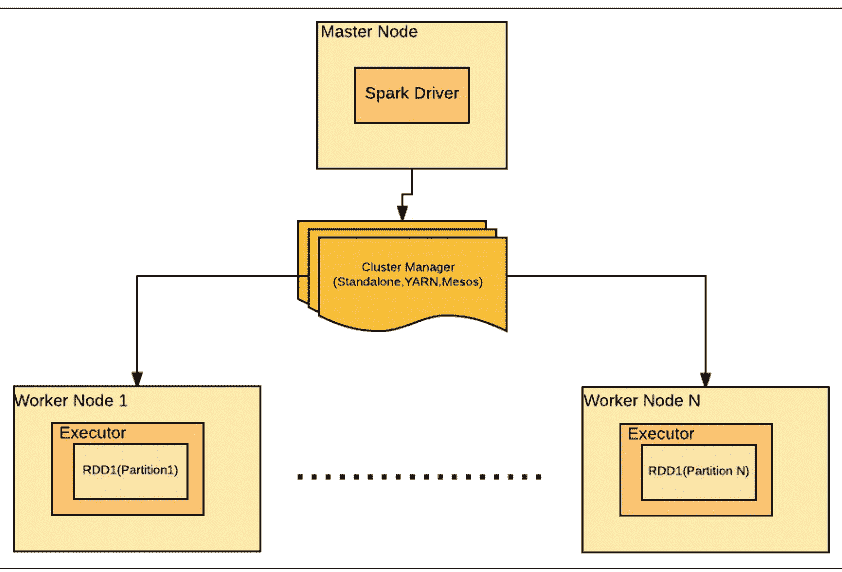 Master Node
Spark Driver
Cluster Manager
(Standalone,YARN,Mesos)
Worker Node 1
Executor
RDD1(Partition1)
Worker Node N
Executor
RDD1(Partition N)